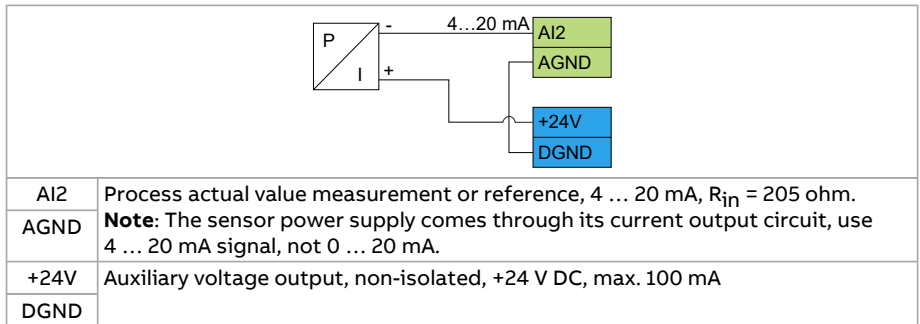 - 4…20 mA AI2
P
AGND
I +
+24V
DGND
AI2 Process actual value measurement or reference, 4 … 20 mA, Rin = 205 ohm.
AGND Note: The sensor power supply comes through its current output circuit, use
4 … 20 mA signal, not 0 … 20 mA.
+24V Auxiliary voltage output, non-isolated, +24 V DC, max. 100 mA
DGND